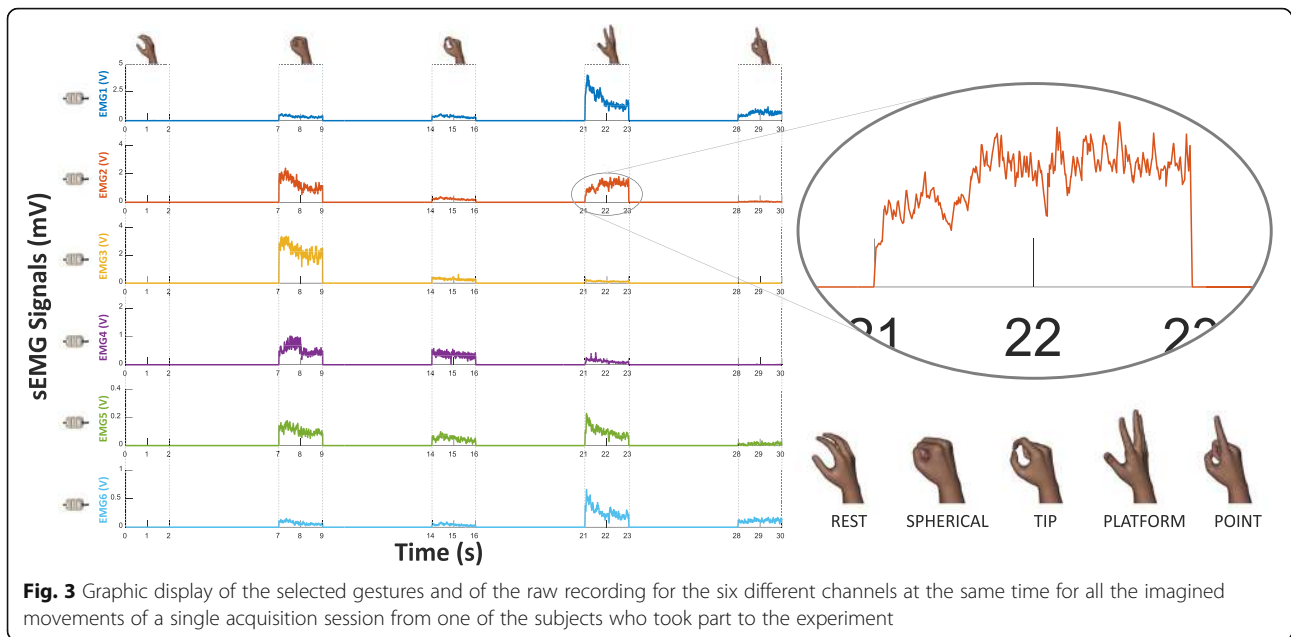 sEMG Signals (mV)
EMG1 (V)
5
2.5
0
0 1 2 7 8 9 14 15 16 21 22 23 28 29 30
EMG2 (V)
4
2
0
0 1 2 7 8 9 14 15 16 21 22 23 28 29 30
EMG3 (V)
4
2
0
0 1 2 7 8 9 14 15 16 21 22 23 28 29 30
EMG4 (V)
2
1
0
0 1 2 7 8 9 14 15 16 21 22 23 28 29 30
EMG5 (V)
0.4
0.2
0
0 1 2 7 8 9 14 15 16 21 22 23 28 29 30
EMG6 (V)
1
0.5
0
0 1 2 7 8 9 14 15 16 21 22 23 28 29 30
Time (s)
21 22 23
REST SPHERICAL TIP PLATFORM POINT
Fig. 3 Graphic display of the selected gestures and of the raw recording for the six different channels at the same time for all the imagined
movements of a single acquisition session from one of the subjects who took part to the experiment